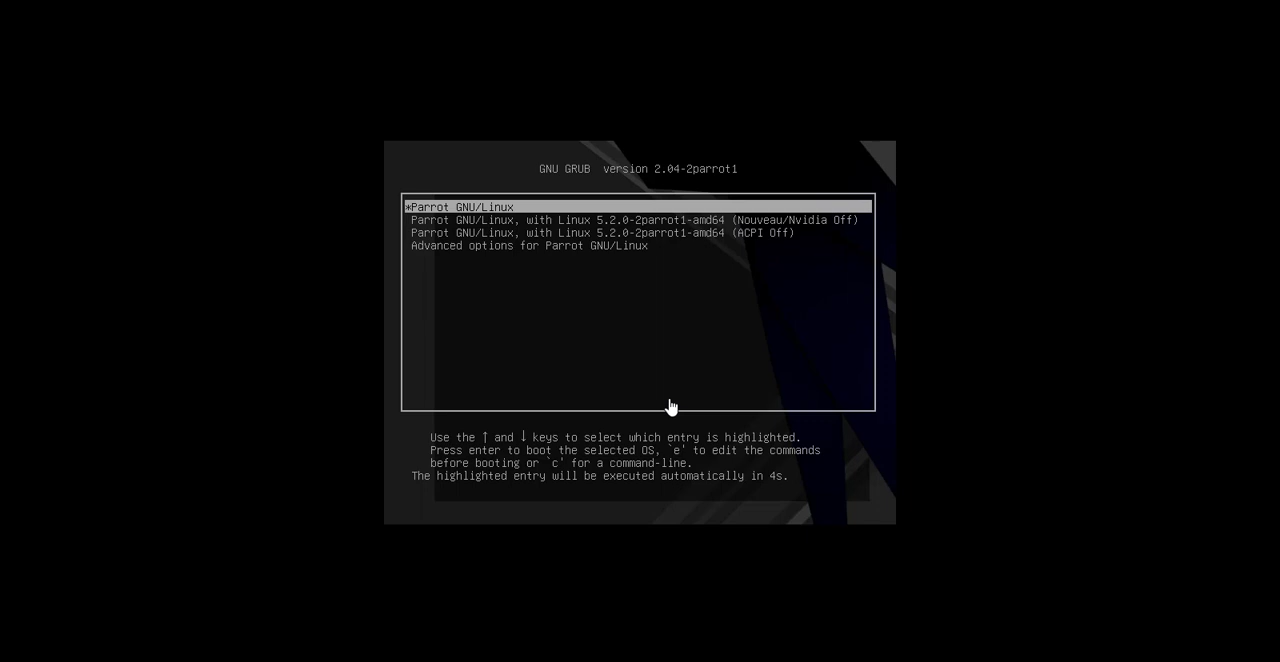 GNU GRUB  version 2.04-2parrot1
*Parrot GNU/Linux
Parrot GNU/Linux, with Linux 5.2.0-2parrot1-amd64 (Nouveau/Nvidia Off)
Parrot GNU/Linux, with Linux 5.2.0-2parrot1-amd64 (ACPI Off)
Advanced options for Parrot GNU/Linux
Use the ↑ and ↓ keys to select which entry is highlighted.
Press enter to boot the selected OS, `e' to edit the commands
before booting or `c' for a command-line.
The highlighted entry will be executed automatically in 4s.